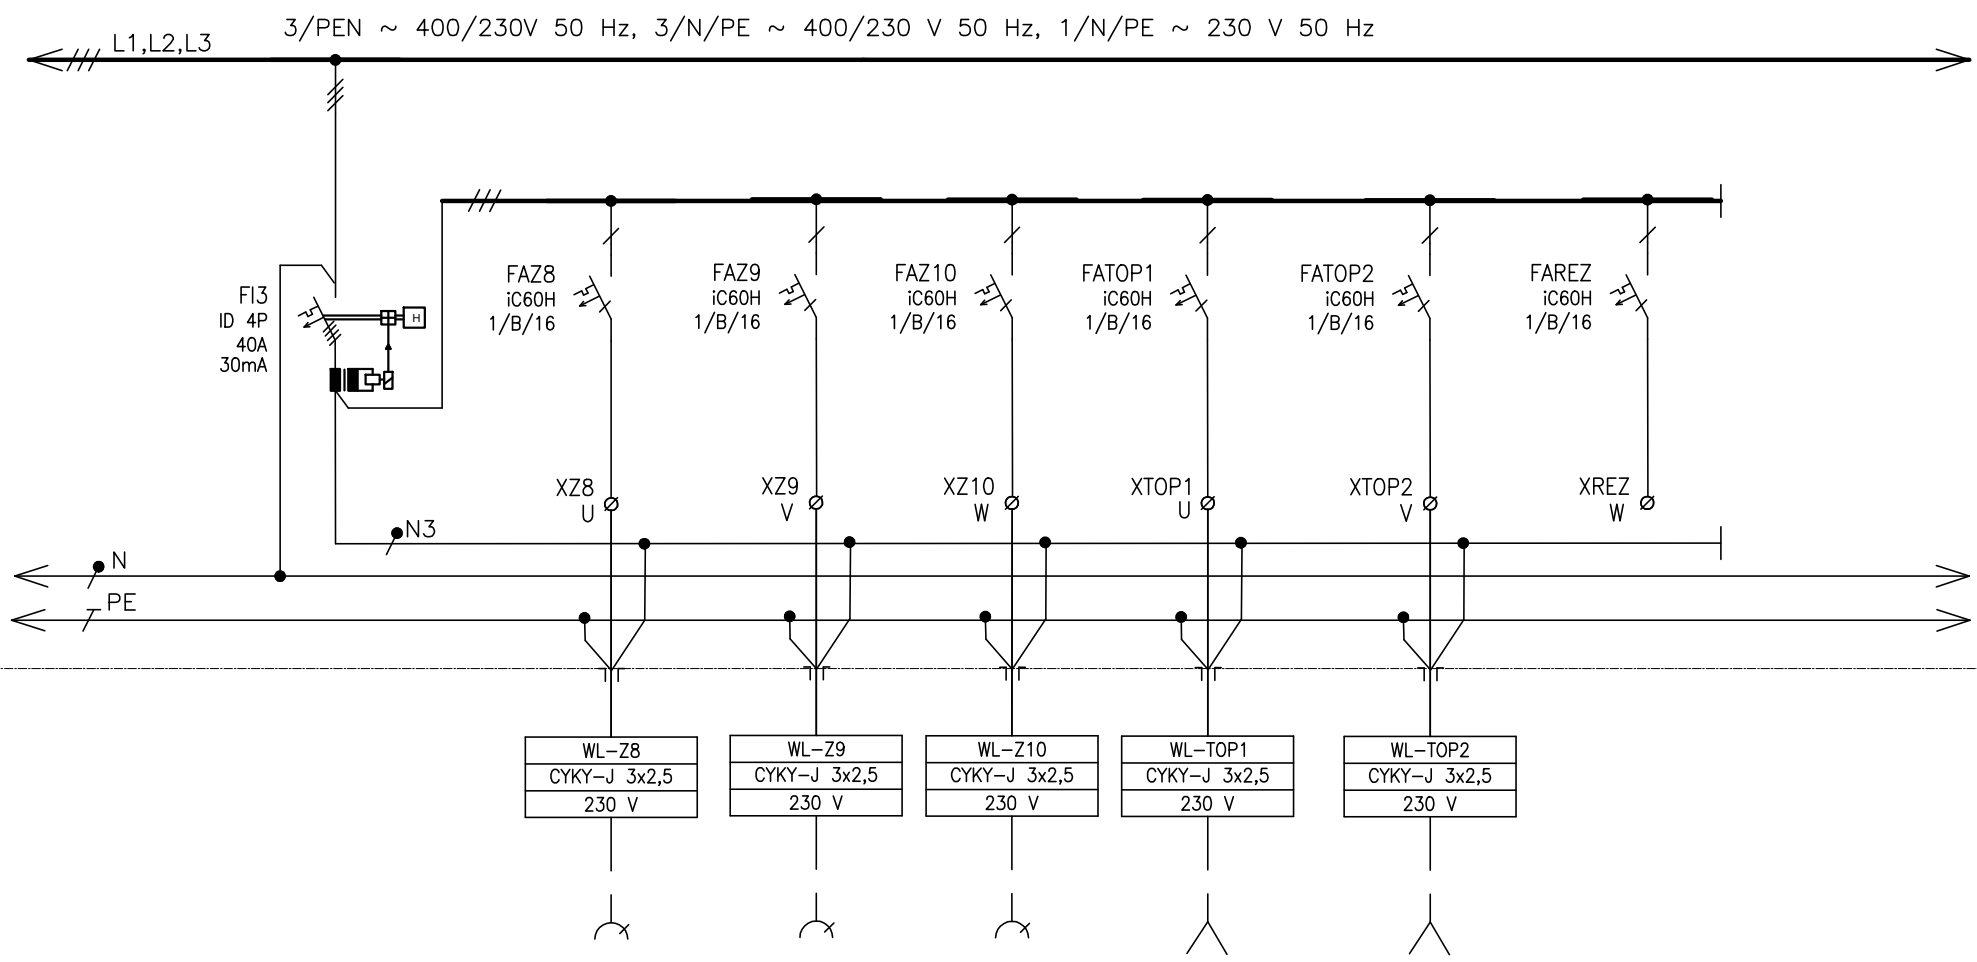 3/PEN ~ 400/230V 50 Hz, 3/N/PE ~ 400/230 V 50 Hz, 1/N/PE ~ 230 V 50 Hz
L1,L2,L3
FI3
ID 4P
40A
30mA
H
FAZ8
iC60H
1/B/16
FAZ9
iC60H
1/B/16
FAZ10
iC60H
1/B/16
FATOP1
iC60H
1/B/16
FATOP2
iC60H
1/B/16
FAREZ
iC60H
1/B/16
XZ8
U
XZ9
V
XZ10
W
XTOP1
U
XTOP2
V
XREZ
W
N3
N
PE
WL-Z8
CYKY-J 3x2,5
230 V
WL-Z9
CYKY-J 3x2,5
230 V
WL-Z10
CYKY-J 3x2,5
230 V
WL-TOP1
CYKY-J 3x2,5
230 V
WL-TOP2
CYKY-J 3x2,5
230 V